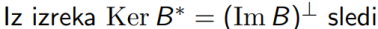 Iz izreka Ker B* = (Im B)⊥ sledi